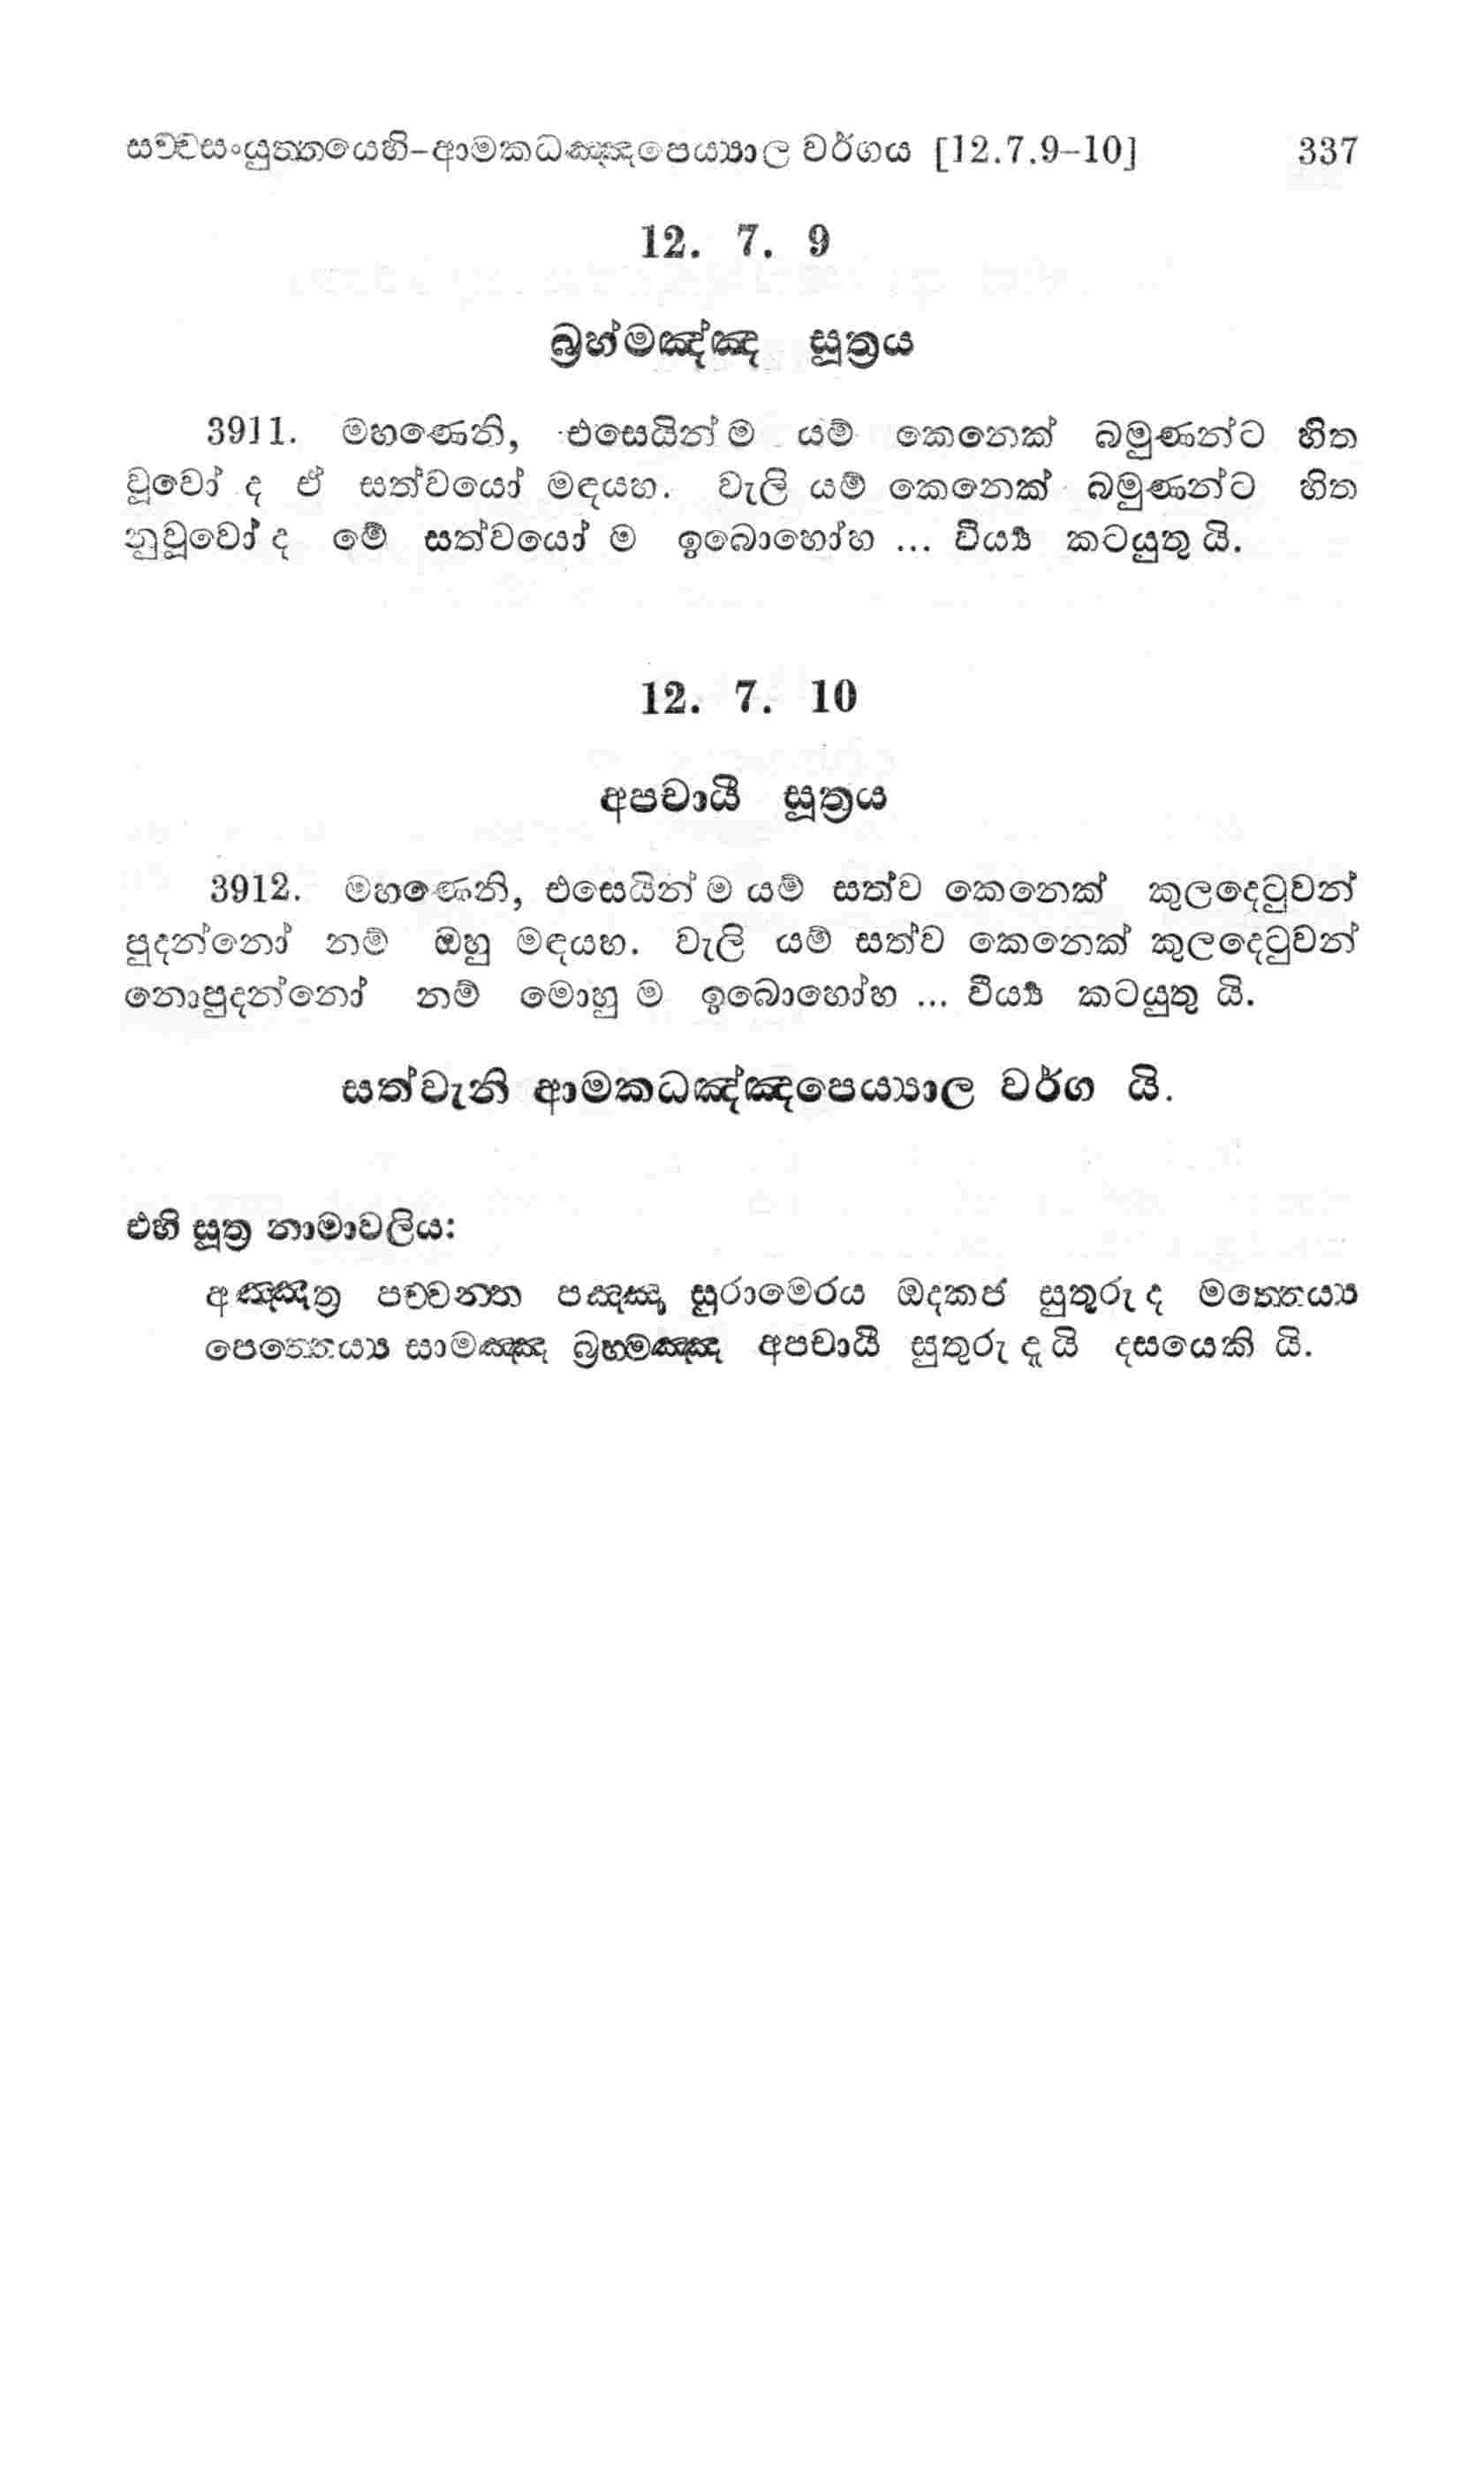 සච්චසංයුත්තයෙහි-ආමකධඤ්ඤපෙය්‍යාල වර්ගය [12.7.9-10] 337
12. 7. 9
බ්‍රහ්මඤ්ඤ සූත්‍රය
3911. මහණෙනි, එසෙයින් ම යම් කෙනෙක් බමුණන්ට හිත
වූවෝ ද ඒ සත්වයෝ මඳයහ. වැලි යම් කෙනෙක් බමුණන්ට හිත
නුවූවෝ ද මේ සත්වයෝ ම ඉබොහෝහ ... වීර්‍ය්‍ය කටයුතු යි.
12. 7. 10
අපචායී සූත්‍රය
3912. මහණෙනි, එසෙයින් ම යම් සත්ව කෙනෙක් කුලදෙටුවන්
පුදන්නෝ නම් ඔහු මඳයහ. වැලි යම් සත්ව කෙනෙක් කුලදෙටුවන්
නොපුදන්නෝ නම් මොහු ම ඉබොහෝහ ... වීර්‍ය්‍ය කටයුතු යි.
සත්වැනි ආමකධඤ්ඤපෙය්‍යාල වර්ග යි.
එහි සූත්‍ර නාමාවලිය:
අඤ්ඤත්‍ර පච්චන්ත පඤ්ඤා සුරාමෙරය ඔදකජ සුතුරු ද මත්තෙය්‍ය
පෙත්තෙය්‍ය සාමඤ්ඤ බ්‍රහ්මඤ්ඤ අපචායී සුතුරු දැ යි දසයෙකි යි.